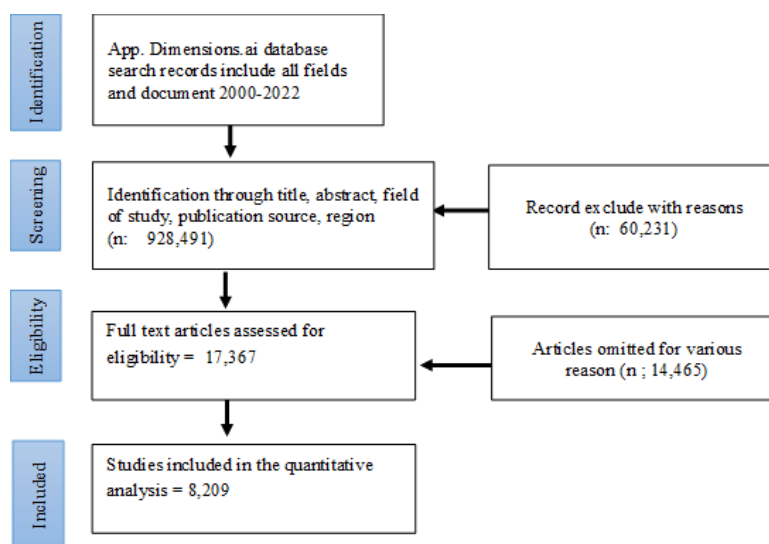 Identification
App. Dimensions.ai database
search records include all fields
and document 2000-2022
Screening
Identification through title, abstract, field
of study, publication source, region
(n: 928,491)
Record exclude with reasons
(n: 60,231)
Eligibility
Full text articles assessed for
eligibility = 17,367
Articles omitted for various
reason (n ; 14,465)
Included
Studies included in the quantitative
analysis = 8,209